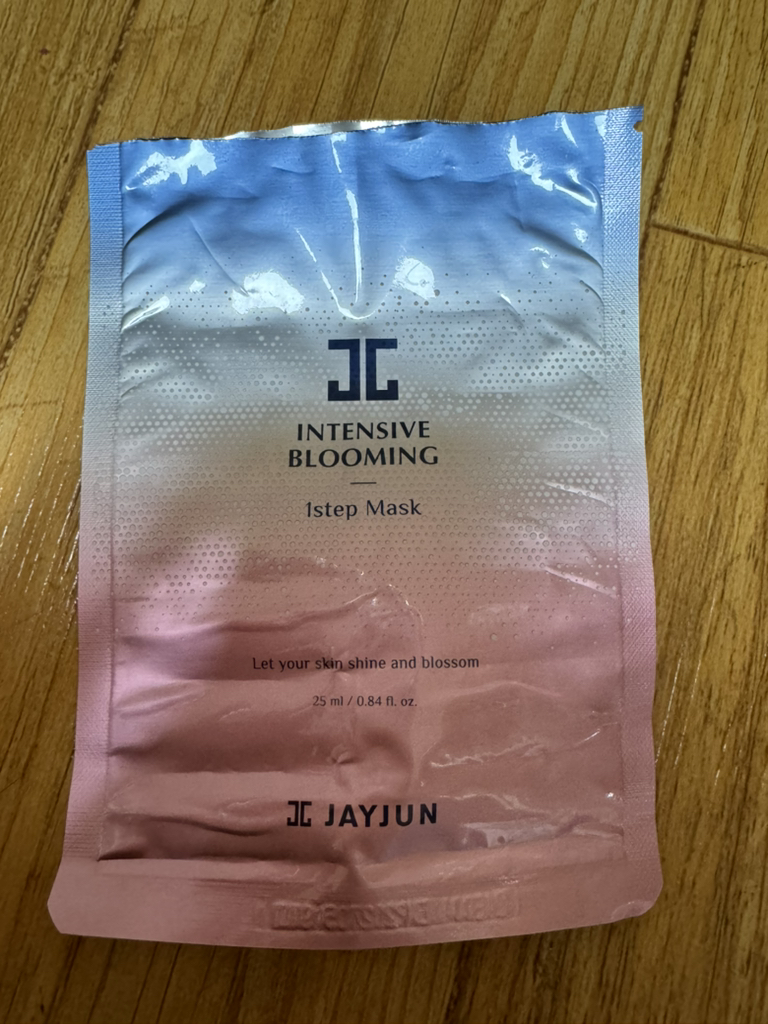 INTENSIVE
BLOOMING
1step Mask
Let your skin shine and blossom
25 ml / 0.84 fl. oz.
JAYJUN